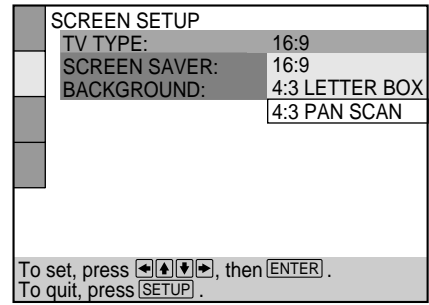 SCREEN SETUP
TV TYPE: 16:9
SCREEN SAVER: 16:9
BACKGROUND: 4:3 LETTER BOX
4:3 PAN SCAN
To set, press ←↑↓→, then ENTER.
To quit, press SETUP.